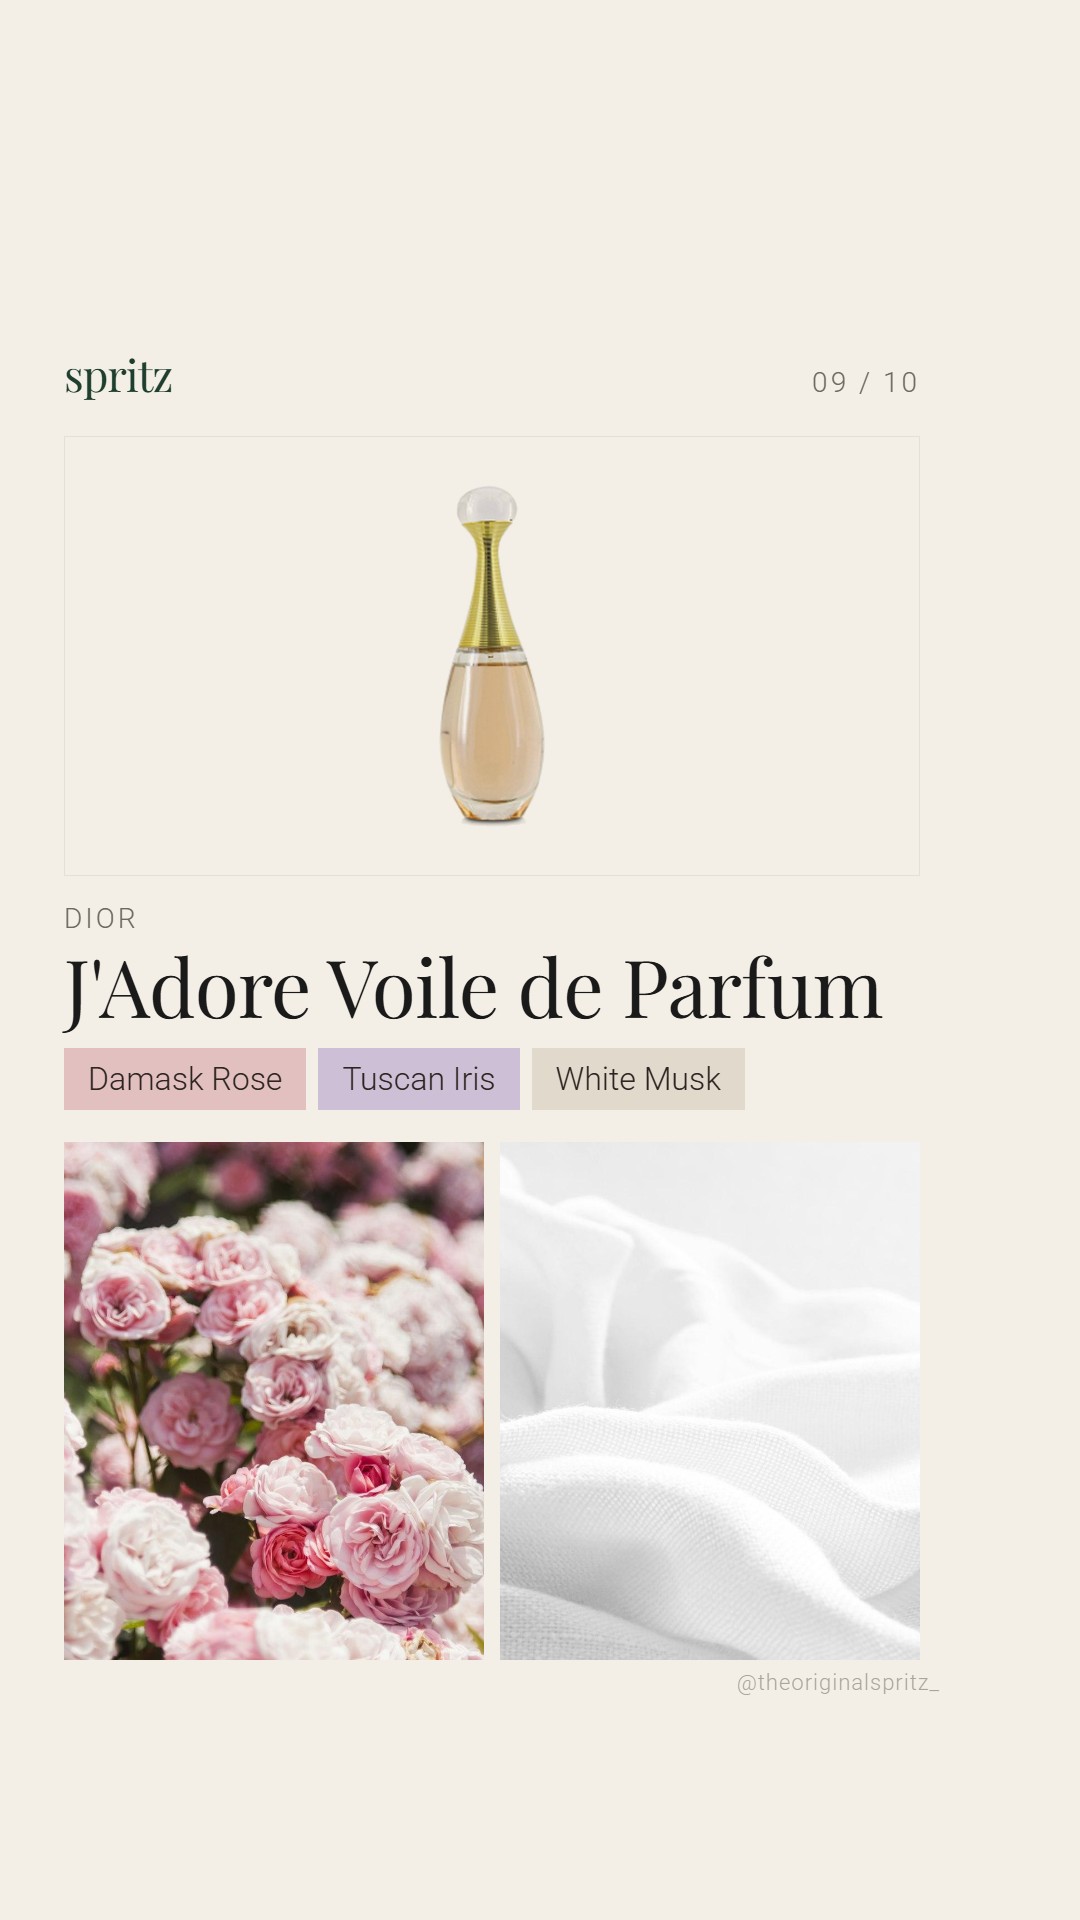 spritz
09 / 10
DIOR
J'Adore Voile de Parfum
Damask Rose
Tuscan Iris
White Musk
@theoriginalspritz_